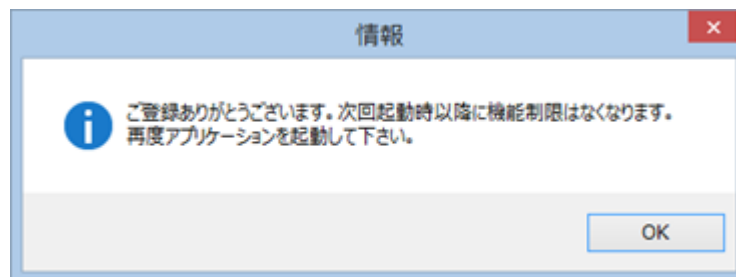 情報
ご登録ありがとうございます。次回起動時以降に機能制限はなくなります。
再度アプリケーションを起動して下さい。
OK